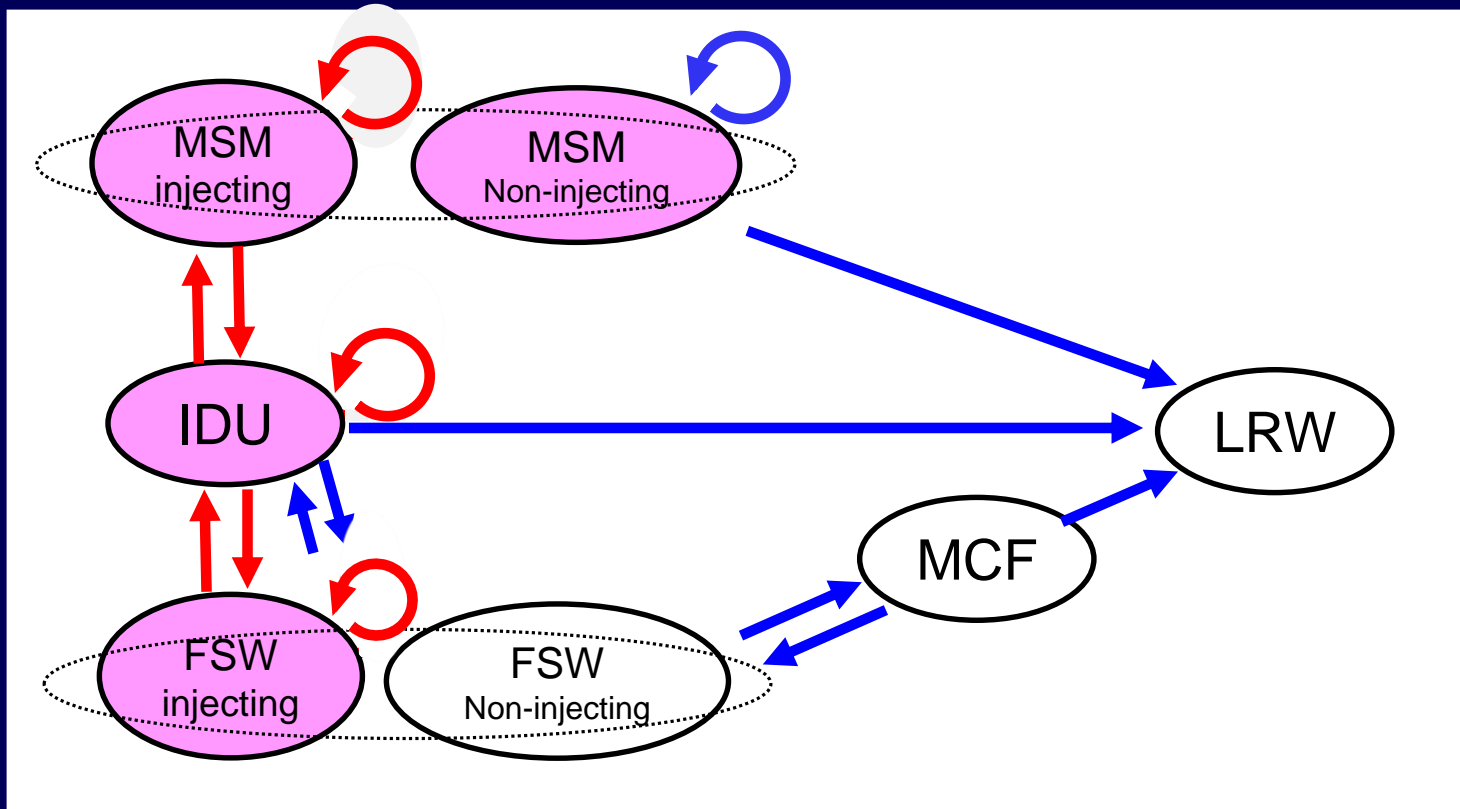 MSM
injecting
MSM
Non-injecting
IDU
LRW
MCF
FSW
injecting
FSW
Non-injecting